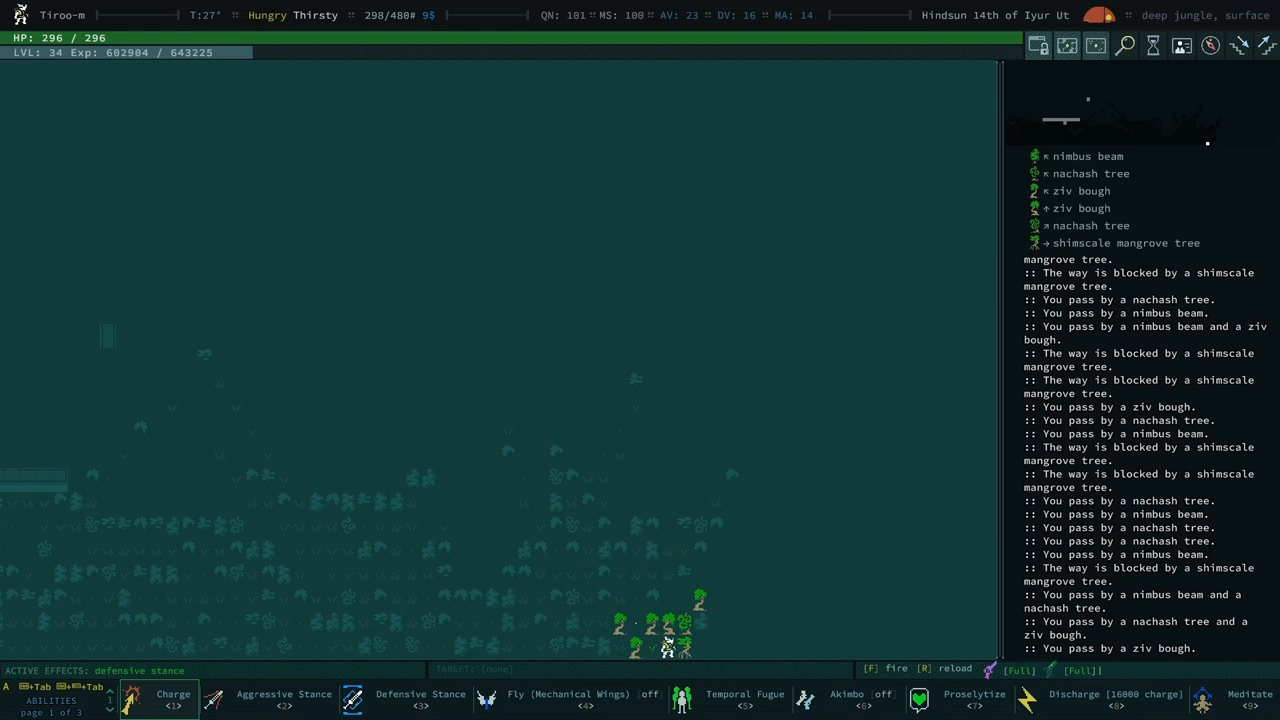 Tiroo-m T:27° :: Hungry Thirsty :: 298/480# 9$ QN: 101 :: MS: 100 :: AV: 23 :: DV: 16 :: MA: 14 Hindsun 14th of Iyur Ut :: deep jungle, surface
HP: 296 / 296
LVL: 34 Exp: 602904 / 643225
↖ nimbus beam
↖ nachash tree
↖ ziv bough
↑ ziv bough
↗ nachash tree
→ shimscale mangrove tree
mangrove tree.
:: The way is blocked by a shimscale
mangrove tree.
:: You pass by a nachash tree.
:: You pass by a nimbus beam.
:: You pass by a nimbus beam and a ziv
bough.
:: The way is blocked by a shimscale
mangrove tree.
:: The way is blocked by a shimscale
mangrove tree.
:: You pass by a ziv bough.
:: You pass by a nachash tree.
:: You pass by a nimbus beam.
:: The way is blocked by a shimscale
mangrove tree.
:: The way is blocked by a shimscale
mangrove tree.
:: You pass by a nachash tree.
:: You pass by a nimbus beam.
:: You pass by a nachash tree.
:: You pass by a nachash tree.
:: You pass by a nimbus beam.
:: The way is blocked by a shimscale
mangrove tree.
:: You pass by a nimbus beam and a
nachash tree.
:: You pass by a nachash tree and a
ziv bough.
:: You pass by a ziv bough.
ACTIVE EFFECTS: defensive stance TARGET: [none] [F] fire [R] reload [Full] [Full]
A ⌨+Tab ⌨+⌨+Tab
ABILITIES 1
page 1 of 3
Charge <1> Aggressive Stance <2> Defensive Stance <3> Fly (Mechanical Wings) [off] <4> Temporal Fugue <5> Akimbo [off] <6> Proselytize <7> Discharge [16000 charge] <8> Meditate <9>